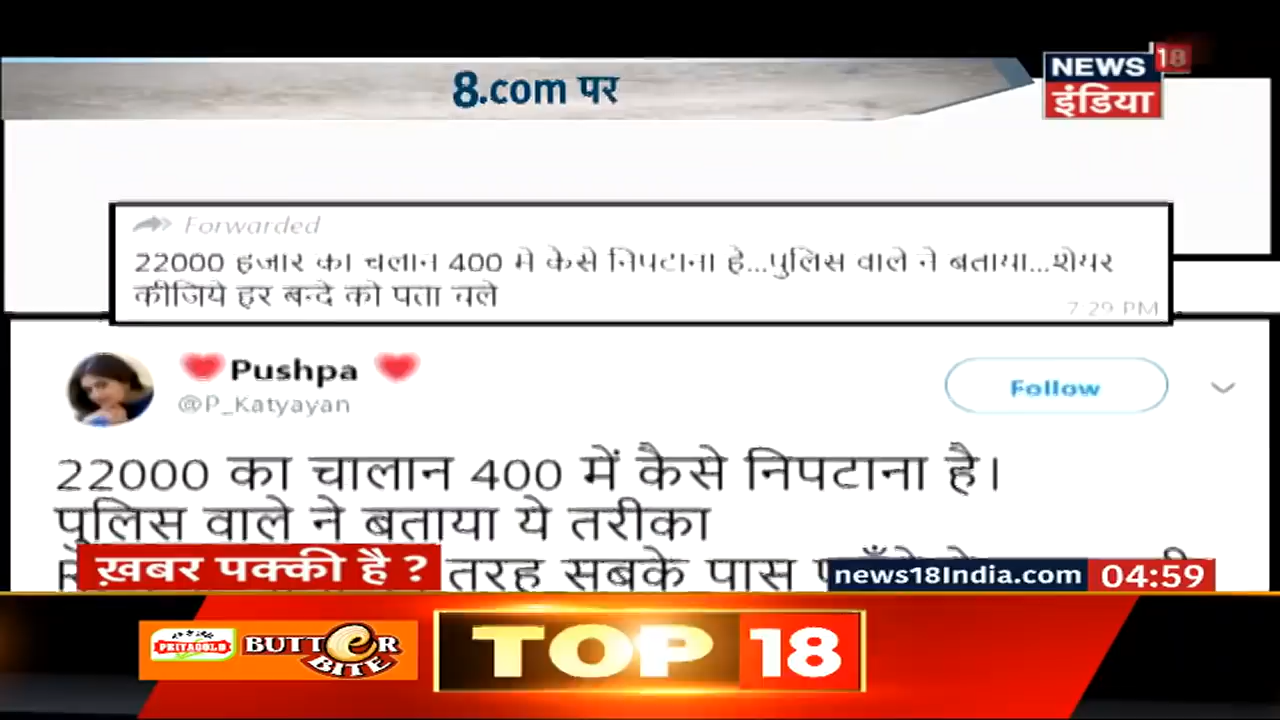 NEWS 18
इंडिया
8.com पर
Forwarded
22000 हजार का चलान 400 मे केसे निपटाना हे...पुलिस वाले ने बताया...शेयर
कीजिये हर बन्दे को पता चले
7:29 PM
Pushpa
@P_Katyayan
Follow
22000 का चालान 400 में कैसे निपटाना है।
पुलिस वाले ने बताया ये तरीका
तरह सबके पास
ख़बर पक्की है ?
news18India.com 04:59
PRIYAGOLD BUTTER BITE
TOP 18